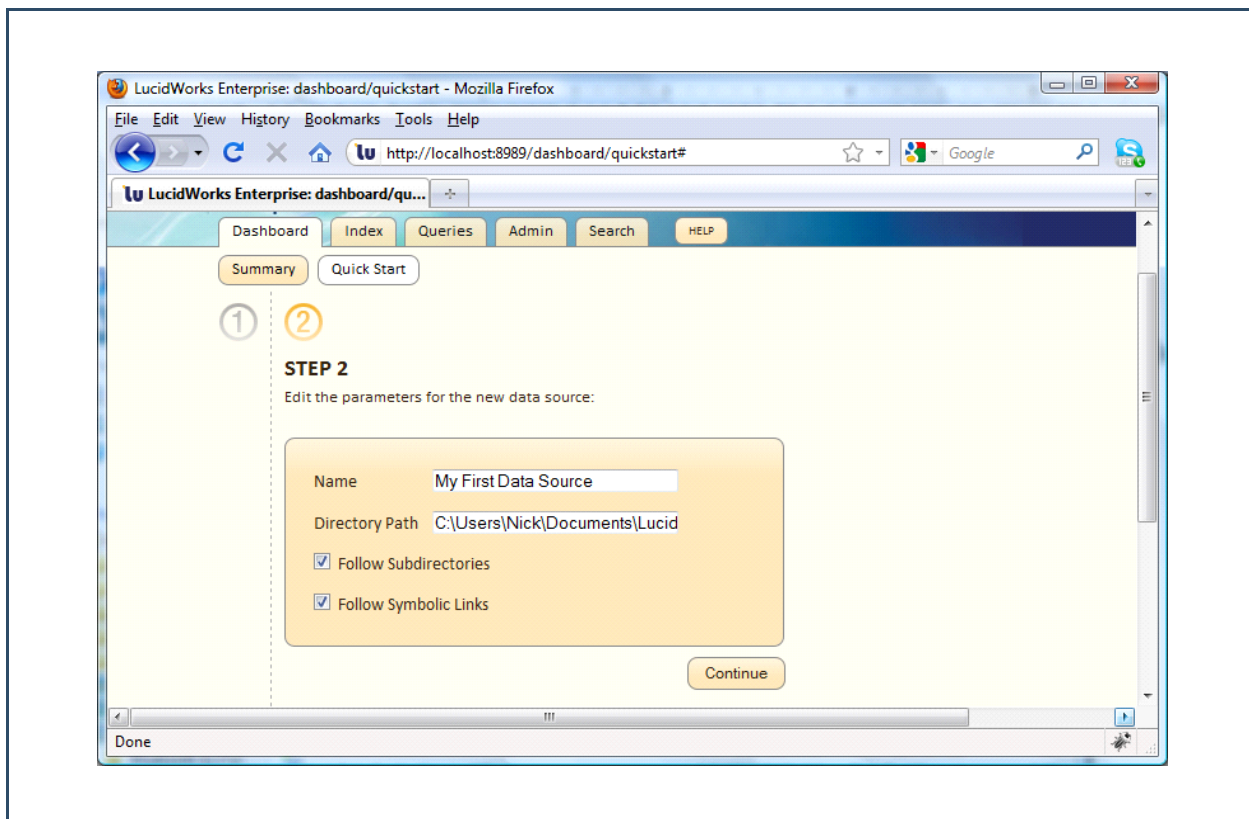 LucidWorks Enterprise: dashboard/quickstart - Mozilla Firefox
File Edit View History Bookmarks Tools Help
lu http://localhost:8989/dashboard/quickstart# Google
lu LucidWorks Enterprise: dashboard/qu...
Dashboard Index Queries Admin Search HELP
Summary Quick Start
1 2
STEP 2
Edit the parameters for the new data source:
Name My First Data Source
Directory Path C:\Users\Nick\Documents\Lucid
Follow Subdirectories
Follow Symbolic Links
Continue
Done